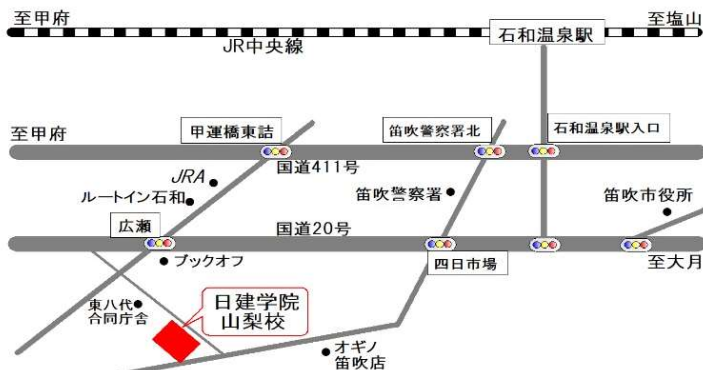 至甲府
至塩山
石和温泉駅
JR中央線
至甲府
甲運橋東詰
笛吹警察署北
石和温泉駅入口
国道411号
JRA
ルートイン石和
笛吹警察署
笛吹市役所
広瀬
国道20号
ブックオフ
四日市場
至大月
東八代
合同庁舎
日建学院
山梨校
オギノ
笛吹店